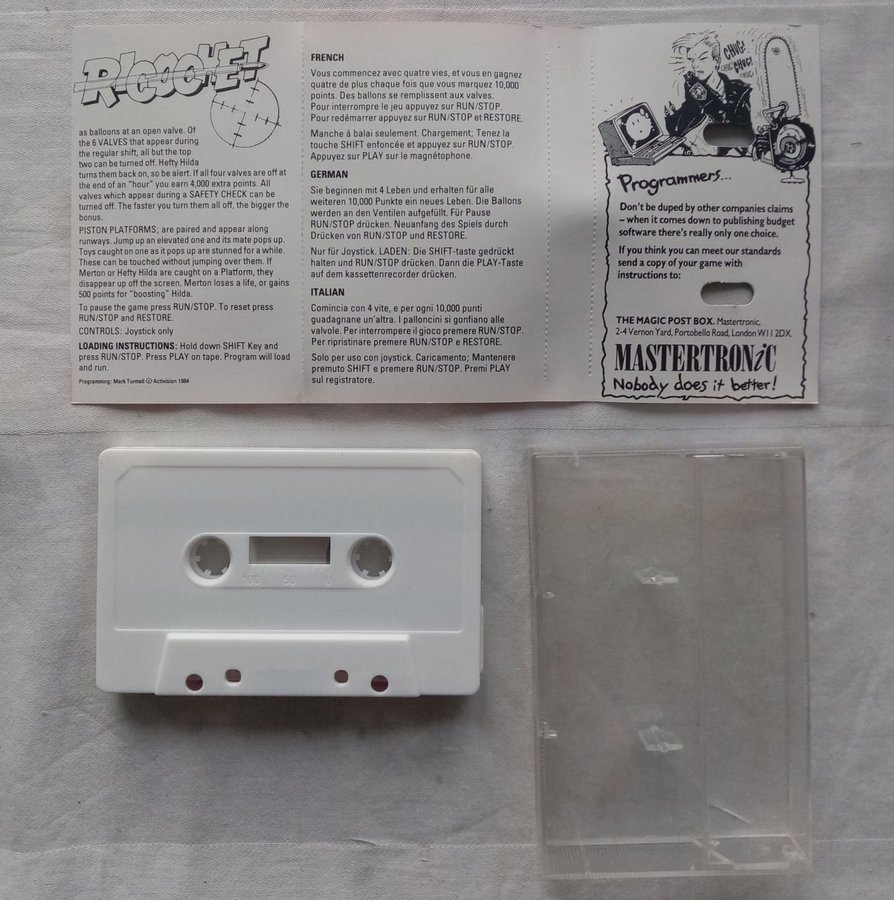 RICOCHET
as balloons at an open valve. Of
the 6 VALVES that appear during
the regular shift, all but the top
two can be turned off. Hefty Hilda
turns them back on, so be alert. If all four valves are off at
the end of an "hour" you earn 4,000 extra points. All
valves which appear during a SAFETY CHECK can be
turned off. The faster you turn them all off, the bigger the
bonus.
PISTON PLATFORMS; are paired and appear along
runways. Jump up an elevated one and its mate pops up.
Toys caught on one as it pops up are stunned for a while.
These can be touched without jumping over them. If
Merton or Hefty Hilda are caught on a Platform, they
disappear up off the screen. Merton loses a life, or gains
500 points for "boosting" Hilda.
To pause the game press RUN/STOP. To reset press
RUN/STOP and RESTORE.
CONTROLS: Joystick only
LOADING INSTRUCTIONS: Hold down SHIFT Key and
press RUN/STOP. Press PLAY on tape. Program will load
and run.
Programming: Mark Turmell © Activision 1984
FRENCH
Vous commencez avec quatre vies, et vous en gagnez
quatre de plus chaque fois que vous marquez 10,000
points. Des ballons se remplissent aux valves.
Pour interrompre le jeu appuyez sur RUN/STOP.
Pour redémarrer appuyez sur RUN/STOP et RESTORE.
Manche à balai seulement. Chargement; Tenez la
touche SHIFT enfoncée et appuyez sur RUN/STOP.
Appuyez sur PLAY sur le magnétophone.
GERMAN
Sie beginnen mit 4 Leben und erhalten für alle
weiteren 10,000 Punkte ein neues Leben. Die Ballons
werden an den Ventilen aufgefüllt. Für Pause
RUN/STOP drücken. Neuanfang des Spiels durch
Drücken von RUN/STOP und RESTORE.
Nur für Joystick. LADEN: Die SHIFT-taste gedrückt
halten und RUN/STOP drücken. Dann die PLAY-Taste
auf dem kassettenrecorder drücken.
ITALIAN
Comincia con 4 vite, e per ogni 10,000 punti
guadagnane un'altra. I palloncini si gonfiano alle
valvole. Per interrompere il gioco premere RUN/STOP.
Per ripristinare premere RUN/STOP e RESTORE.
Solo per uso con joystick. Caricamento; Mantenere
premuto SHIFT e premere RUN/STOP. Premi PLAY
sul registratore.
CHUG!
CHUG!
CHUG!
CHUG!
Programmers...
Don't be duped by other companies claims
– when it comes down to publishing budget
software there's really only one choice.
If you think you can meet our standards
send a copy of your game with
instructions to:
THE MAGIC POST BOX. Mastertronic,
2-4 Vernon Yard, Portobello Road, London W11 2DX.
MASTERTRONiC
Nobody does it better!
100 50 0